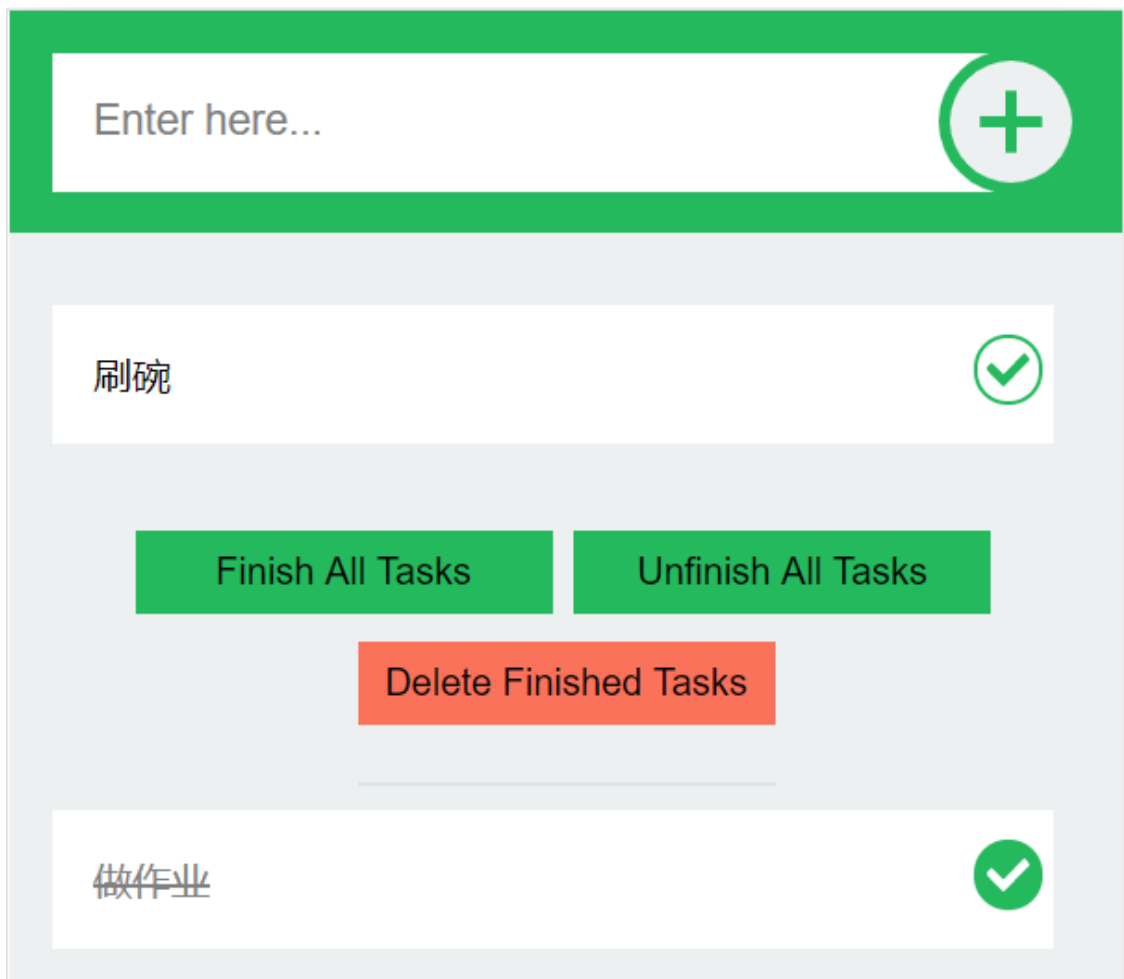 Enter here...
刷碗
Finish All Tasks
Unfinish All Tasks
Delete Finished Tasks
做作业